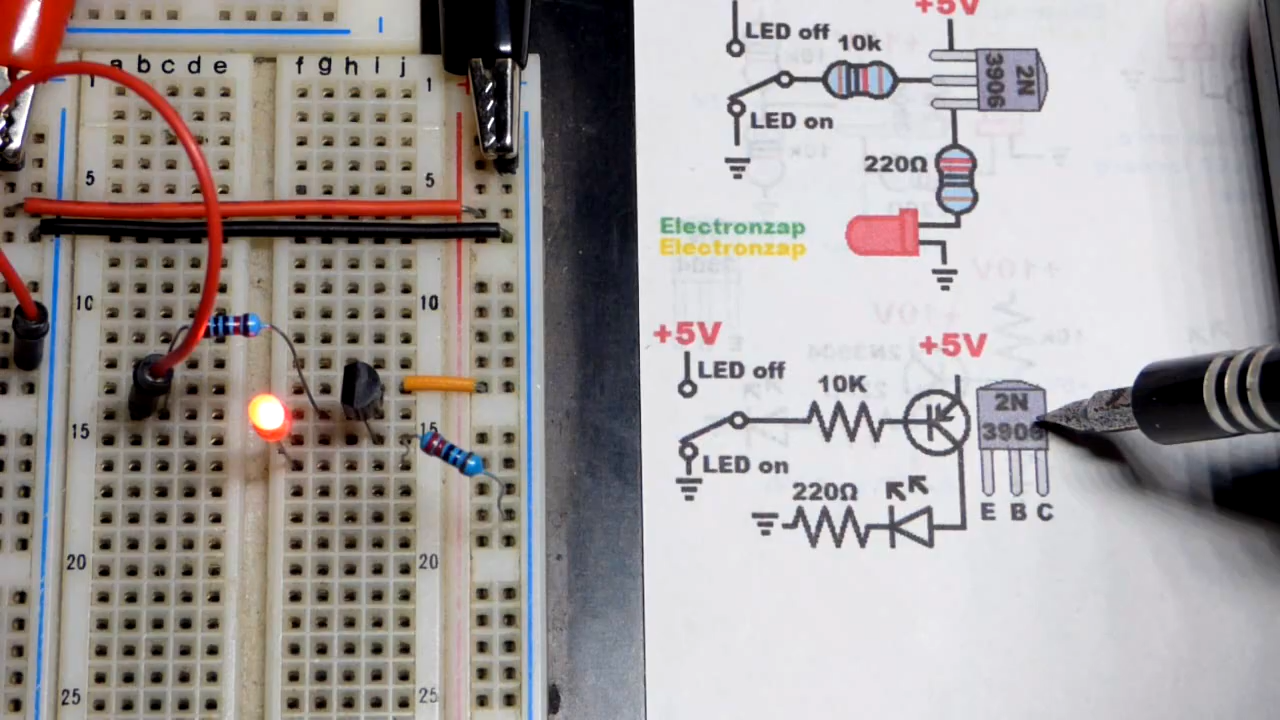 +5V
LED off
10k
2N
3906
LED on
220Ω
Electronzap
Electronzap
+5V
+5V
LED off
10K
2N
3906
LED on
220Ω
E B C
a b c d e f g h i j
1 1
5 5
10 10
15 15
20 20
25 25